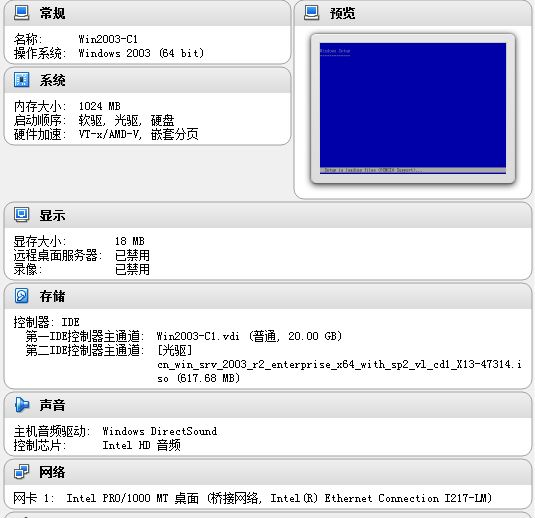 常规
名称: Win2003-C1
操作系统: Windows 2003 (64 bit)
预览
Windows Setup
Setup is loading files (PCMCIA Support)...
系统
内存大小: 1024 MB
启动顺序: 软驱, 光驱, 硬盘
硬件加速: VT-x/AMD-V, 嵌套分页
显示
显存大小: 18 MB
远程桌面服务器: 已禁用
录像: 已禁用
存储
控制器: IDE
第一IDE控制器主通道: Win2003-C1.vdi (普通, 20.00 GB)
第二IDE控制器主通道: [光驱]
cn_win_srv_2003_r2_enterprise_x64_with_sp2_vl_cd1_X13-47314.i
so (617.68 MB)
声音
主机音频驱动: Windows DirectSound
控制芯片: Intel HD 音频
网络
网卡 1: Intel PRO/1000 MT 桌面 (桥接网络, Intel(R) Ethernet Connection I217-LM)